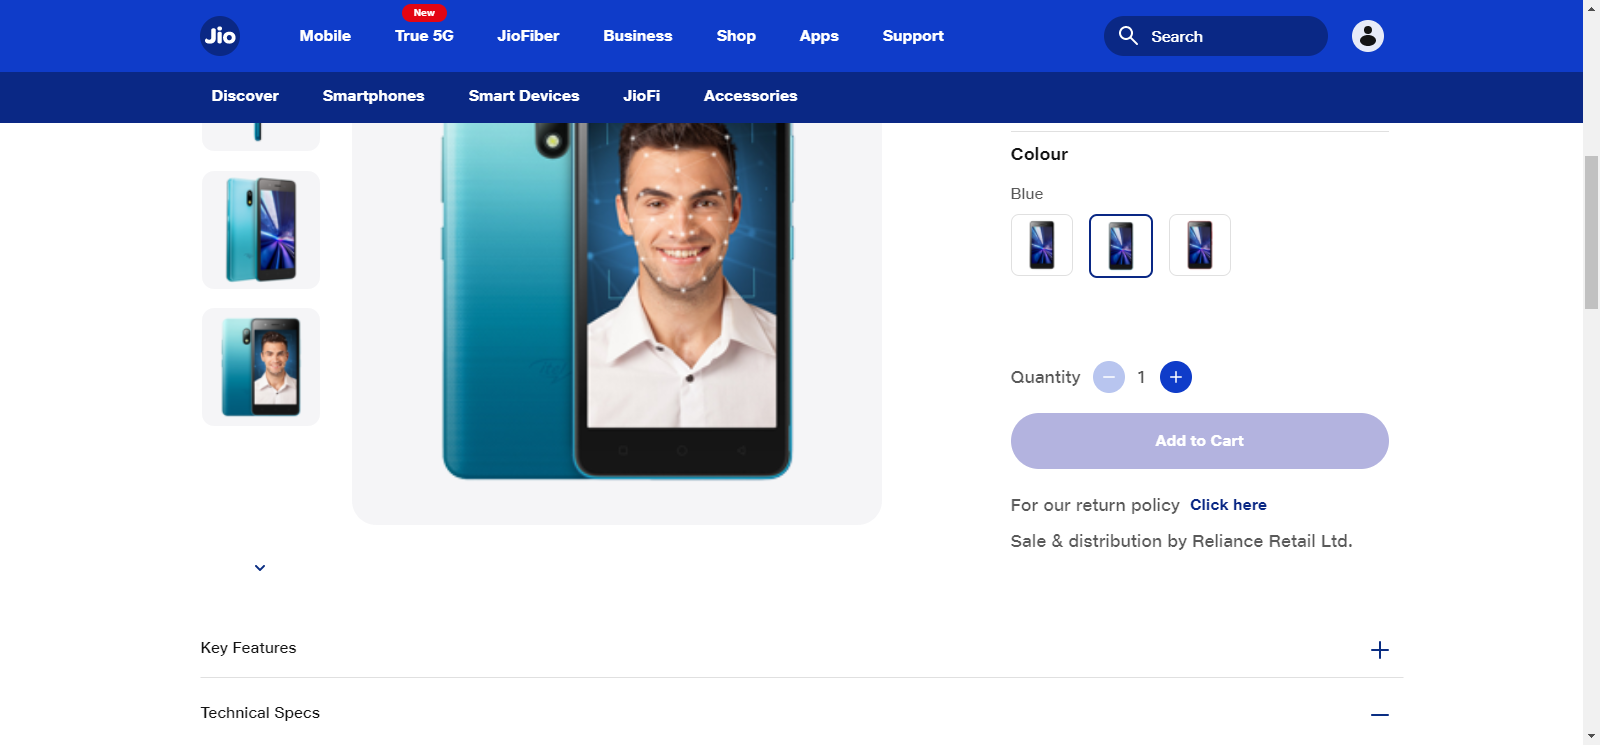 Jio
Mobile
New
True 5G
JioFiber
Business
Shop
Apps
Support
Search
Discover
Smartphones
Smart Devices
JioFi
Accessories
Colour
Blue
Quantity
1
Add to Cart
For our return policy Click here
Sale & distribution by Reliance Retail Ltd.
Key Features
Technical Specs